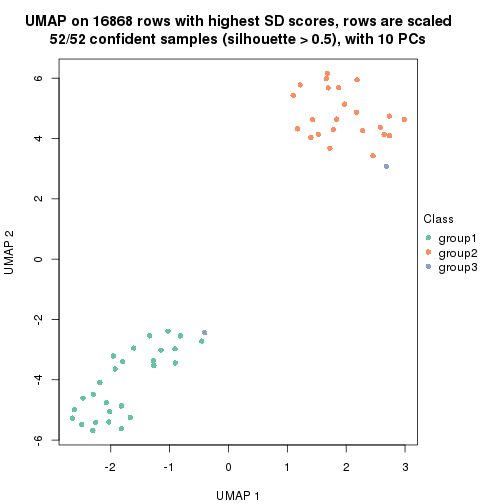 UMAP on 16868 rows with highest SD scores, rows are scaled
52/52 confident samples (silhouette > 0.5), with 10 PCs
6
4
2
0
-2
-4
-6
UMAP 2
-2
-1
0
1
2
3
UMAP 1
Class
group1
group2
group3